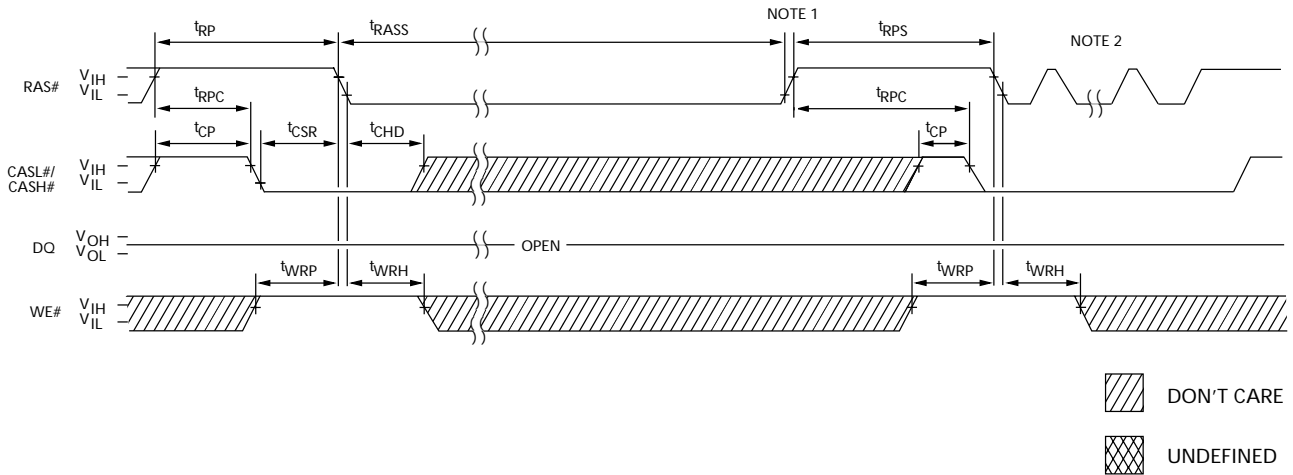 NOTE 1
tRP
tRASS
tRPS
NOTE 2
RAS#
VIH
VIL
tRPC
tRPC
tCP
tCSR
tCHD
tCP
CASL#/
CASH#
VIH
VIL
DQ
VOH
VOL
OPEN
tWRP
tWRH
tWRP
tWRH
WE#
VIH
VIL
DON'T CARE
UNDEFINED